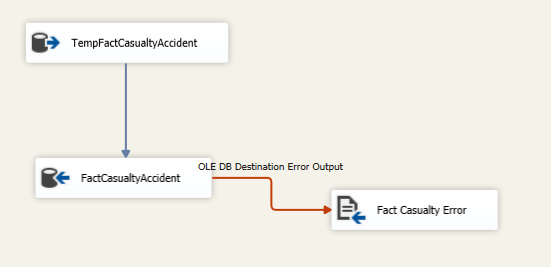 TempFactCasualtyAccident
OLE DB Destination Error Output
FactCasualtyAccident
Fact Casualty Error